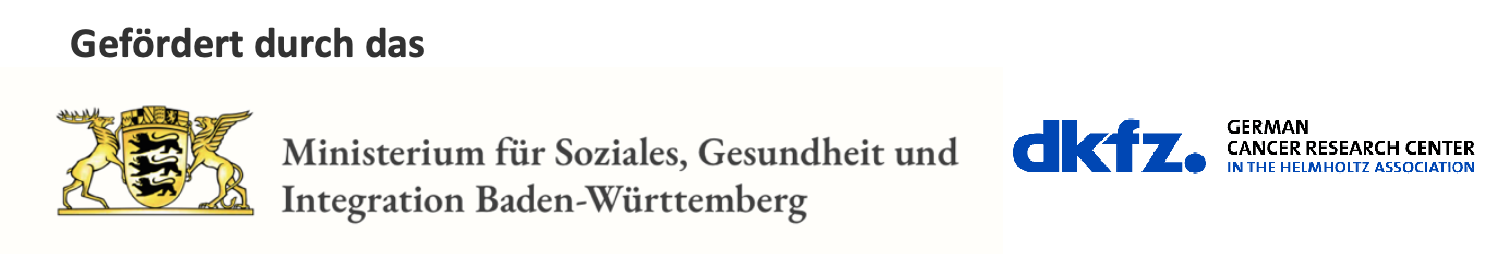 Gefördert durch das
Ministerium für Soziales, Gesundheit und
Integration Baden-Württemberg
dkfz.
GERMAN
CANCER RESEARCH CENTER
IN THE HELMHOLTZ ASSOCIATION